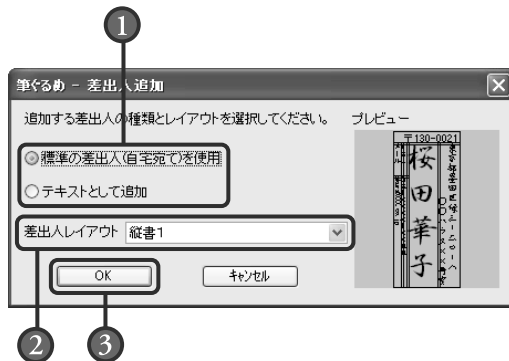 1
筆ぐるめ - 差出人追加
追加する差出人の種類とレイアウトを選択してください。
プレビュー
標準の差出人(自宅宛て)を使用
テキストとして追加
差出人レイアウト 縦書1
OK
キャンセル
〒130-0021
桜田華子
2
3